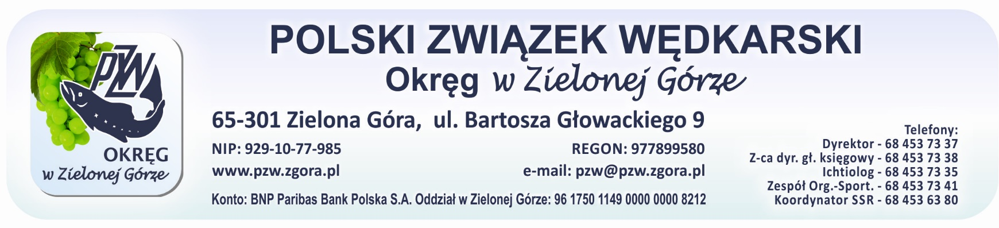 PZW
OKRĘG
w Zielonej Górze
POLSKI ZWIĄZEK WĘDKARSKI
Okręg w Zielonej Górze
65-301 Zielona Góra, ul. Bartosza Głowackiego 9
NIP: 929-10-77-985
REGON: 977899580
www.pzw.zgora.pl
e-mail: pzw@pzw.zgora.pl
Konto: BNP Paribas Bank Polska S.A. Oddział w Zielonej Górze: 96 1750 1149 0000 0000 8212
Telefony:
Dyrektor - 68 453 73 37
Z-ca dyr. gł. księgowy - 68 453 73 38
Ichtiolog - 68 453 73 35
Zespół Org.-Sport. - 68 453 73 41
Koordynator SSR - 68 453 63 80